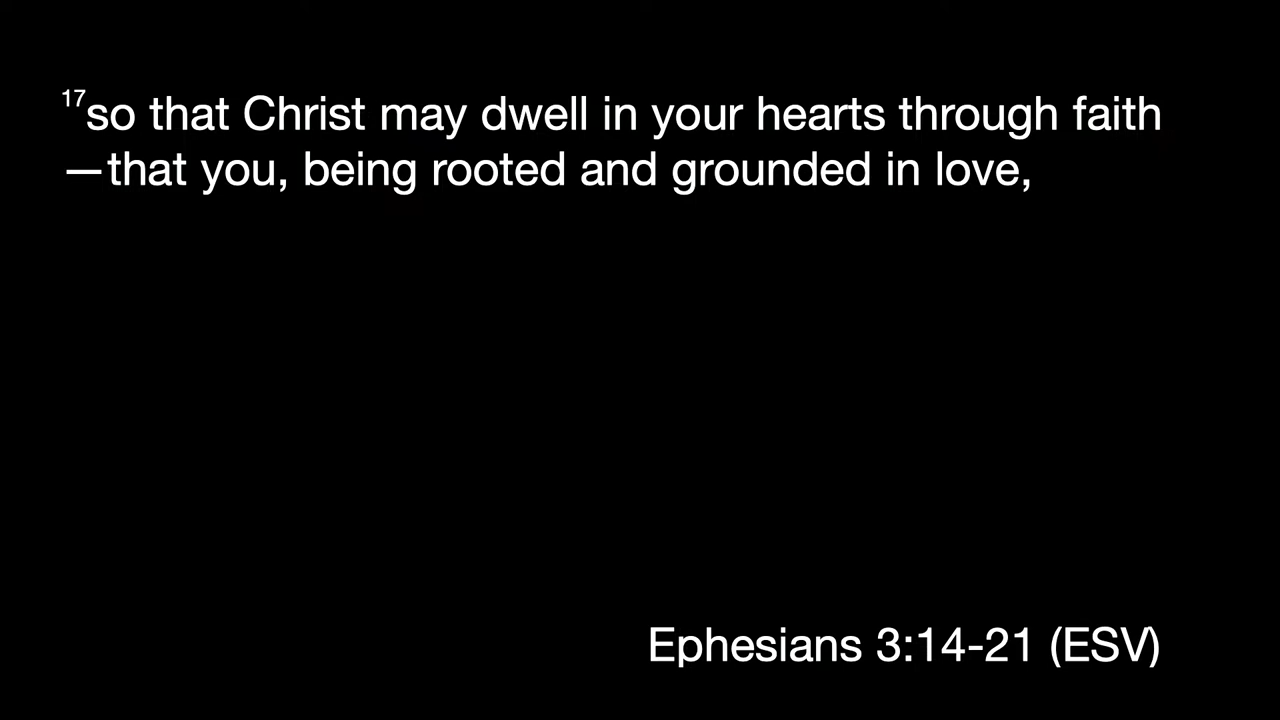 17so that Christ may dwell in your hearts through faith
—that you, being rooted and grounded in love,
Ephesians 3:14-21 (ESV)